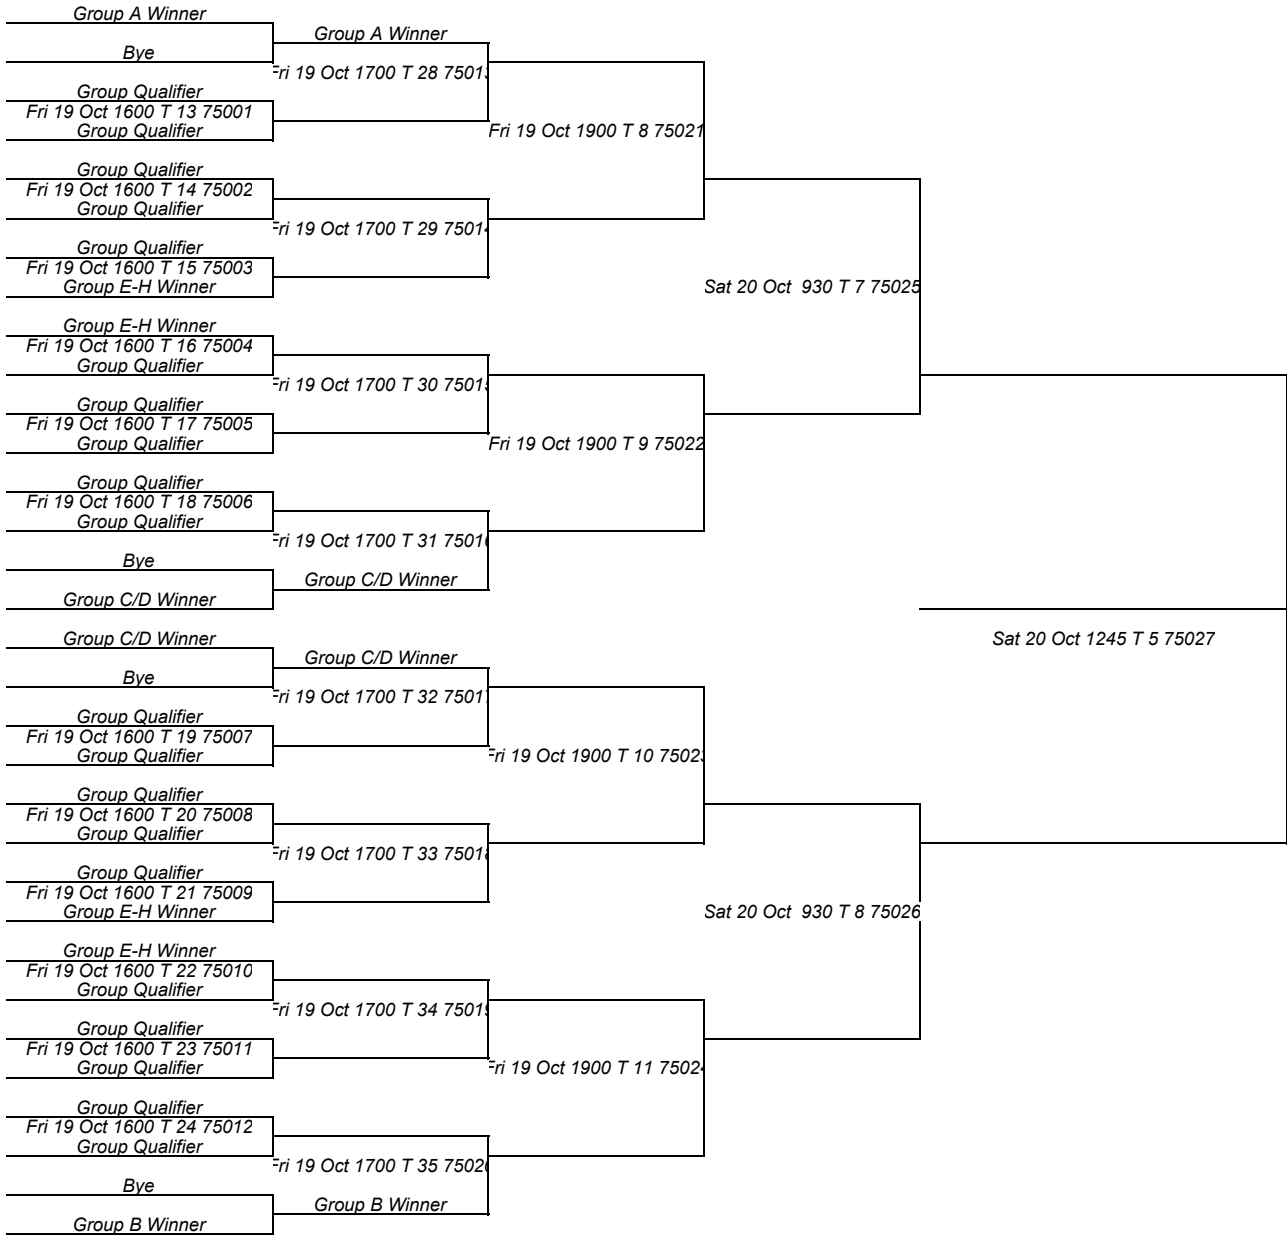 Group A Winner
Bye
Group Qualifier
Fri 19 Oct 1600 T 13 75001
Group Qualifier
Group Qualifier
Fri 19 Oct 1600 T 14 75002
Group Qualifier
Group Qualifier
Fri 19 Oct 1600 T 15 75003
Group E-H Winner
Group E-H Winner
Fri 19 Oct 1600 T 16 75004
Group Qualifier
Group Qualifier
Fri 19 Oct 1600 T 17 75005
Group Qualifier
Group Qualifier
Fri 19 Oct 1600 T 18 75006
Group Qualifier
Bye
Group C/D Winner
Group C/D Winner
Bye
Group Qualifier
Fri 19 Oct 1600 T 19 75007
Group Qualifier
Group Qualifier
Fri 19 Oct 1600 T 20 75008
Group Qualifier
Group Qualifier
Fri 19 Oct 1600 T 21 75009
Group E-H Winner
Group E-H Winner
Fri 19 Oct 1600 T 22 75010
Group Qualifier
Group Qualifier
Fri 19 Oct 1600 T 23 75011
Group Qualifier
Group Qualifier
Fri 19 Oct 1600 T 24 75012
Group Qualifier
Bye
Group B Winner
Group A Winner
Fri 19 Oct 1700 T 28 75013
Fri 19 Oct 1700 T 29 75014
Fri 19 Oct 1700 T 30 75015
Fri 19 Oct 1700 T 31 75016
Group C/D Winner
Group C/D Winner
Fri 19 Oct 1700 T 32 75017
Fri 19 Oct 1700 T 33 75018
Fri 19 Oct 1700 T 34 75019
Fri 19 Oct 1700 T 35 75020
Group B Winner
Fri 19 Oct 1900 T 8 75021
Fri 19 Oct 1900 T 9 75022
Fri 19 Oct 1900 T 10 75023
Fri 19 Oct 1900 T 11 75024
Sat 20 Oct 930 T 7 75025
Sat 20 Oct 930 T 8 75026
Sat 20 Oct 1245 T 5 75027